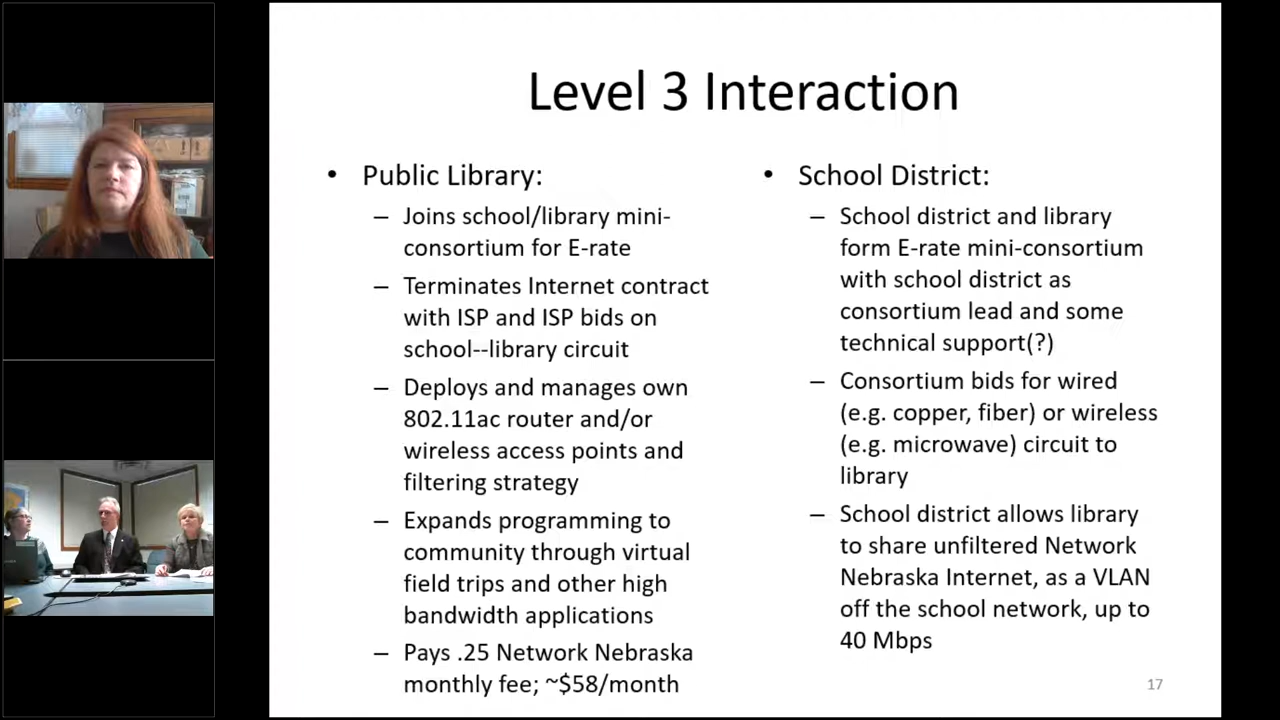 Level 3 Interaction
• Public Library:
– Joins school/library mini-
consortium for E-rate
– Terminates Internet contract
with ISP and ISP bids on
school--library circuit
– Deploys and manages own
802.11ac router and/or
wireless access points and
filtering strategy
– Expands programming to
community through virtual
field trips and other high
bandwidth applications
– Pays .25 Network Nebraska
monthly fee; ~$58/month
• School District:
– School district and library
form E-rate mini-consortium
with school district as
consortium lead and some
technical support(?)
– Consortium bids for wired
(e.g. copper, fiber) or wireless
(e.g. microwave) circuit to
library
– School district allows library
to share unfiltered Network
Nebraska Internet, as a VLAN
off the school network, up to
40 Mbps
17